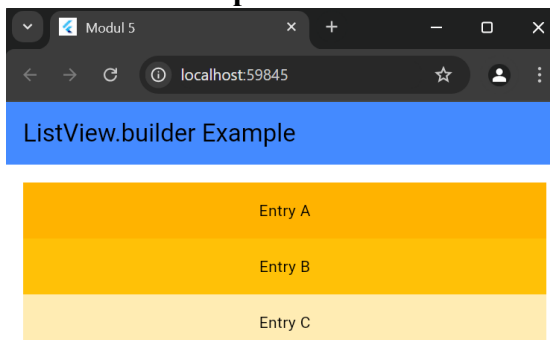 Modul 5
localhost:59845
ListView.builder Example
Entry A
Entry B
Entry C